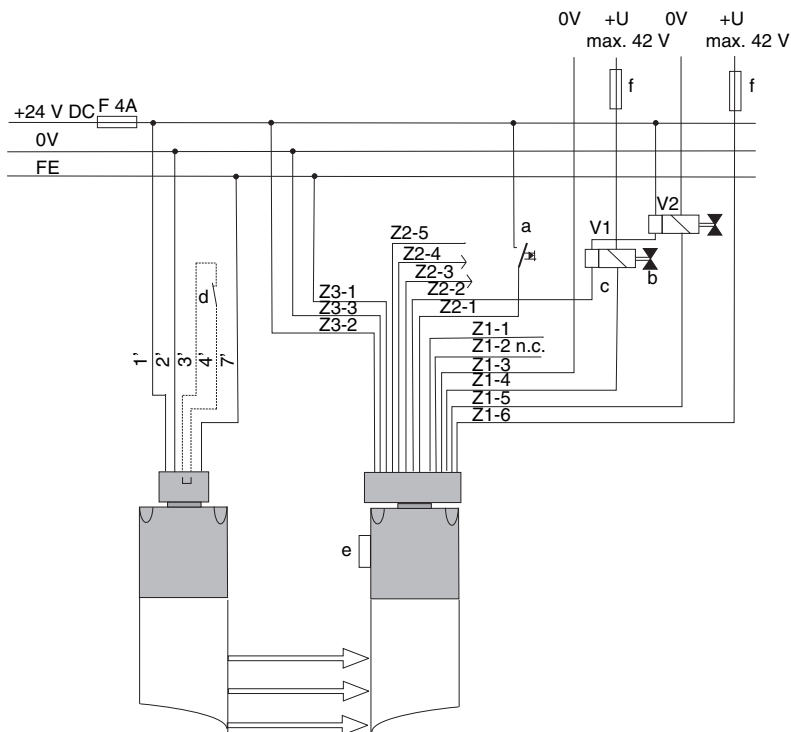 0V +U 0V +U
max. 42 V max. 42 V
f f
+24 V DC F 4A
0V
FE
V2
a V1
Z2-5
Z2-4
Z2-3
Z2-2
Z2-1
b
c
d
Z3-1
Z3-3
Z3-2
Z1-1
Z1-2 n.c.
Z1-3
Z1-4
Z1-5
Z1-6
1'
2'
3'
4'
7'
e